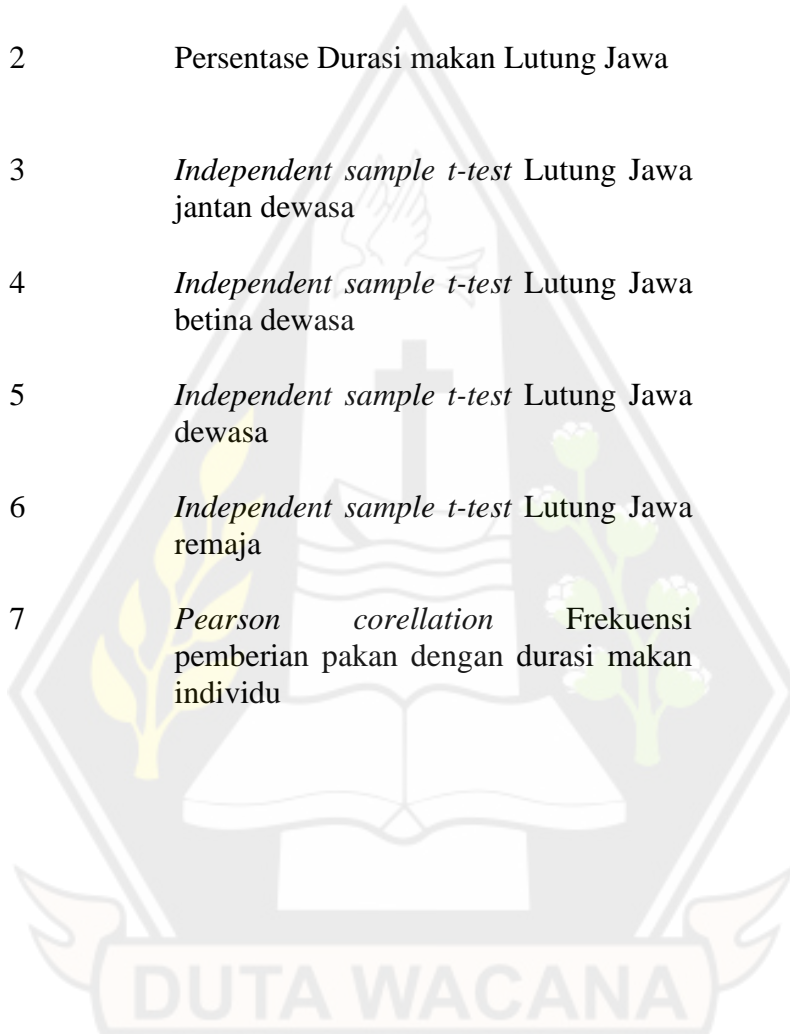 2 Persentase Durasi makan Lutung Jawa
3 Independent sample t-test Lutung Jawa
jantan dewasa
4 Independent sample t-test Lutung Jawa
betina dewasa
5 Independent sample t-test Lutung Jawa
dewasa
6 Independent sample t-test Lutung Jawa
remaja
7 Pearson corellation Frekuensi
pemberian pakan dengan durasi makan
individu
DUTA WACANA